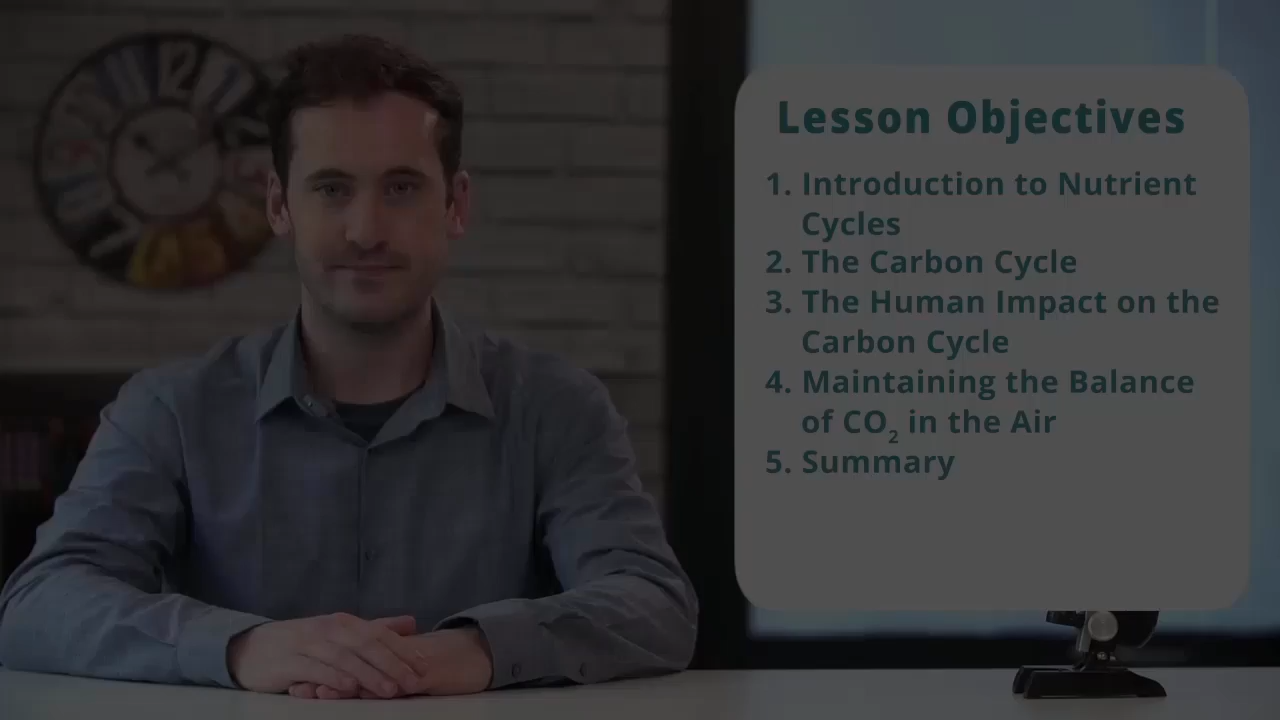 Lesson Objectives
1. Introduction to Nutrient
Cycles
2. The Carbon Cycle
3. The Human Impact on the
Carbon Cycle
4. Maintaining the Balance
of CO₂ in the Air
5. Summary